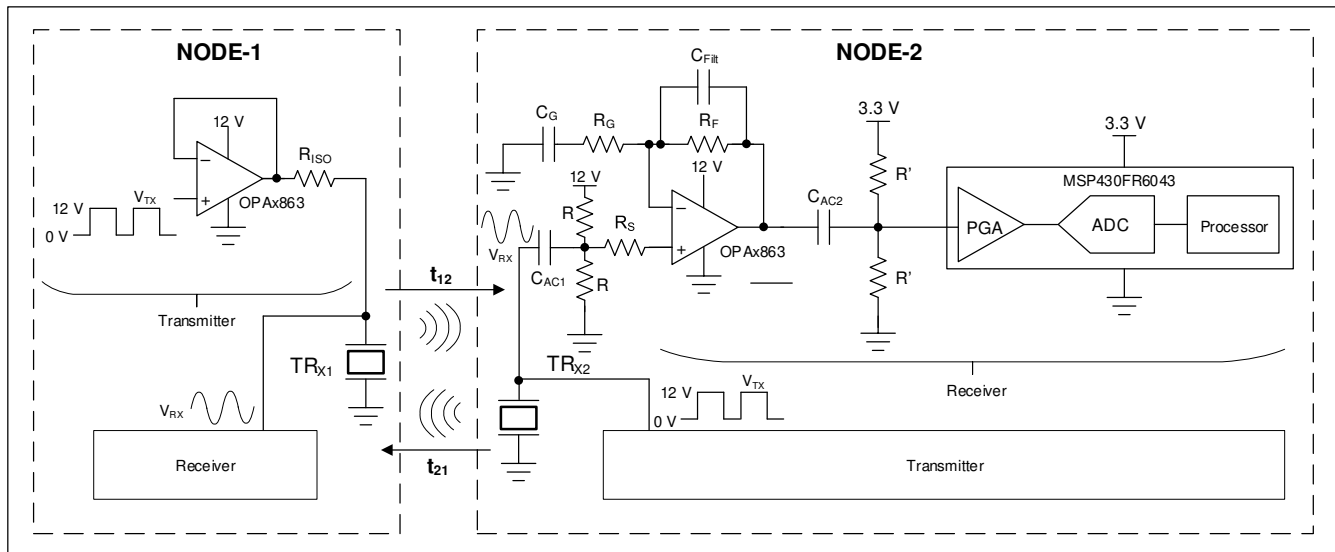 NODE-1
12 V
R_ISO
V_TX
12 V
0 V
OPAx863
Transmitter
TR_X1
V_RX
Receiver
t_12
t_21
NODE-2
C_Filt
C_G
R_G
R_F
12 V
12 V
R
R_S
V_RX
C_AC1
R
OPAx863
C_AC2
3.3 V
R'
R'
3.3 V
MSP430FR6043
PGA
ADC
Processor
Receiver
TR_X2
12 V
V_TX
0 V
Transmitter